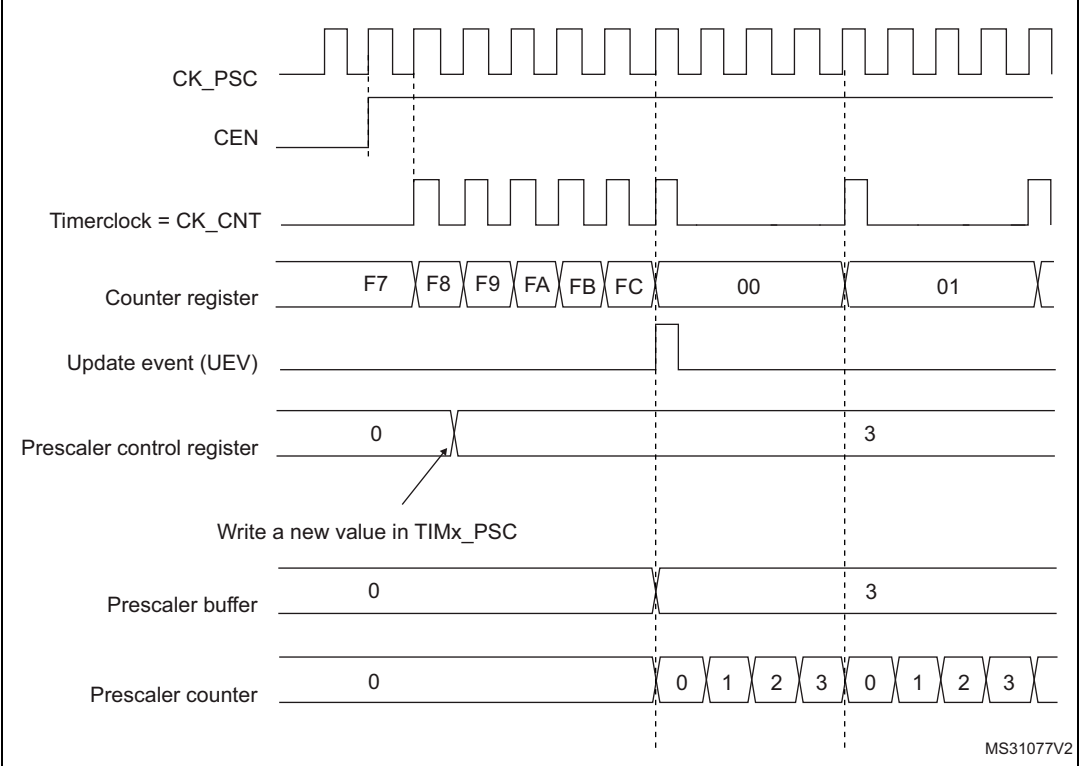 CK_PSC
CEN
Timerclock = CK_CNT
Counter register F7 F8 F9 FA FB FC 00 01
Update event (UEV)
Prescaler control register 0 3
Write a new value in TIMx_PSC
Prescaler buffer 0 3
Prescaler counter 0 0 1 2 3 0 1 2 3
MS31077V2